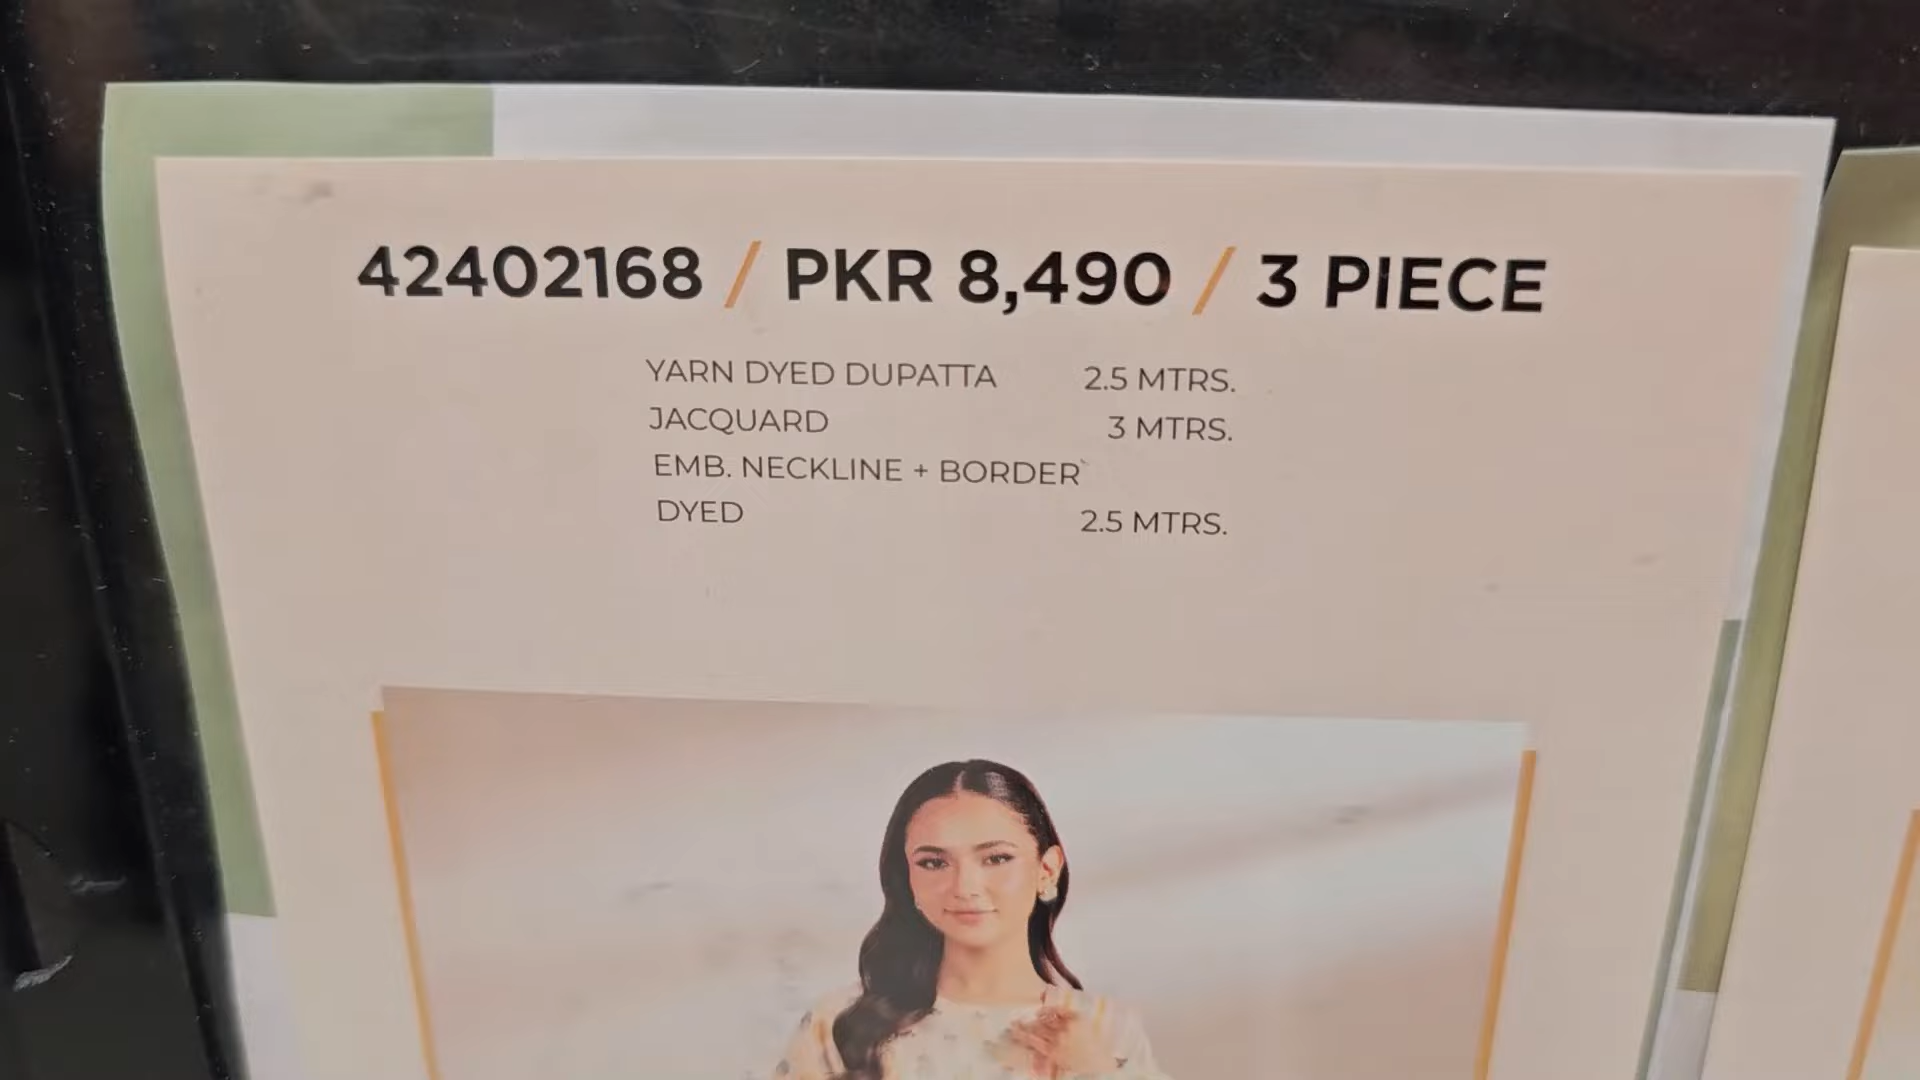 42402168 / PKR 8,490 / 3 PIECE
YARN DYED DUPATTA 2.5 MTRS.
JACQUARD 3 MTRS.
EMB. NECKLINE + BORDER`
DYED 2.5 MTRS.